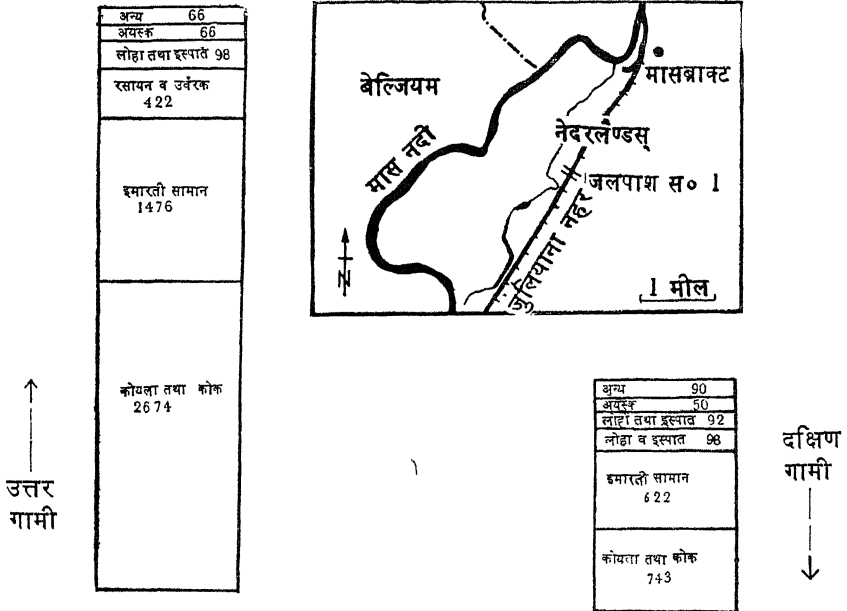 अन्य 66
अयस्क 66
लोहा तथा इस्पात 98
रसायन व उर्वरक
422
इमारती सामान
1476
कोयला तथा कोक
2674
उत्तर
गामी
बेल्जियम
मास नदी
मासब्राक्ट
नेदरलैण्डस्
जलपाश स० 1
जुलियाना नहर
N
1 मील
अन्य 90
अयस्क 50
लोहा तथा इस्पात 92
लोहा व इस्पात 98
इमारती सामान
622
कोयला तथा कोक
743
दक्षिण
गामी